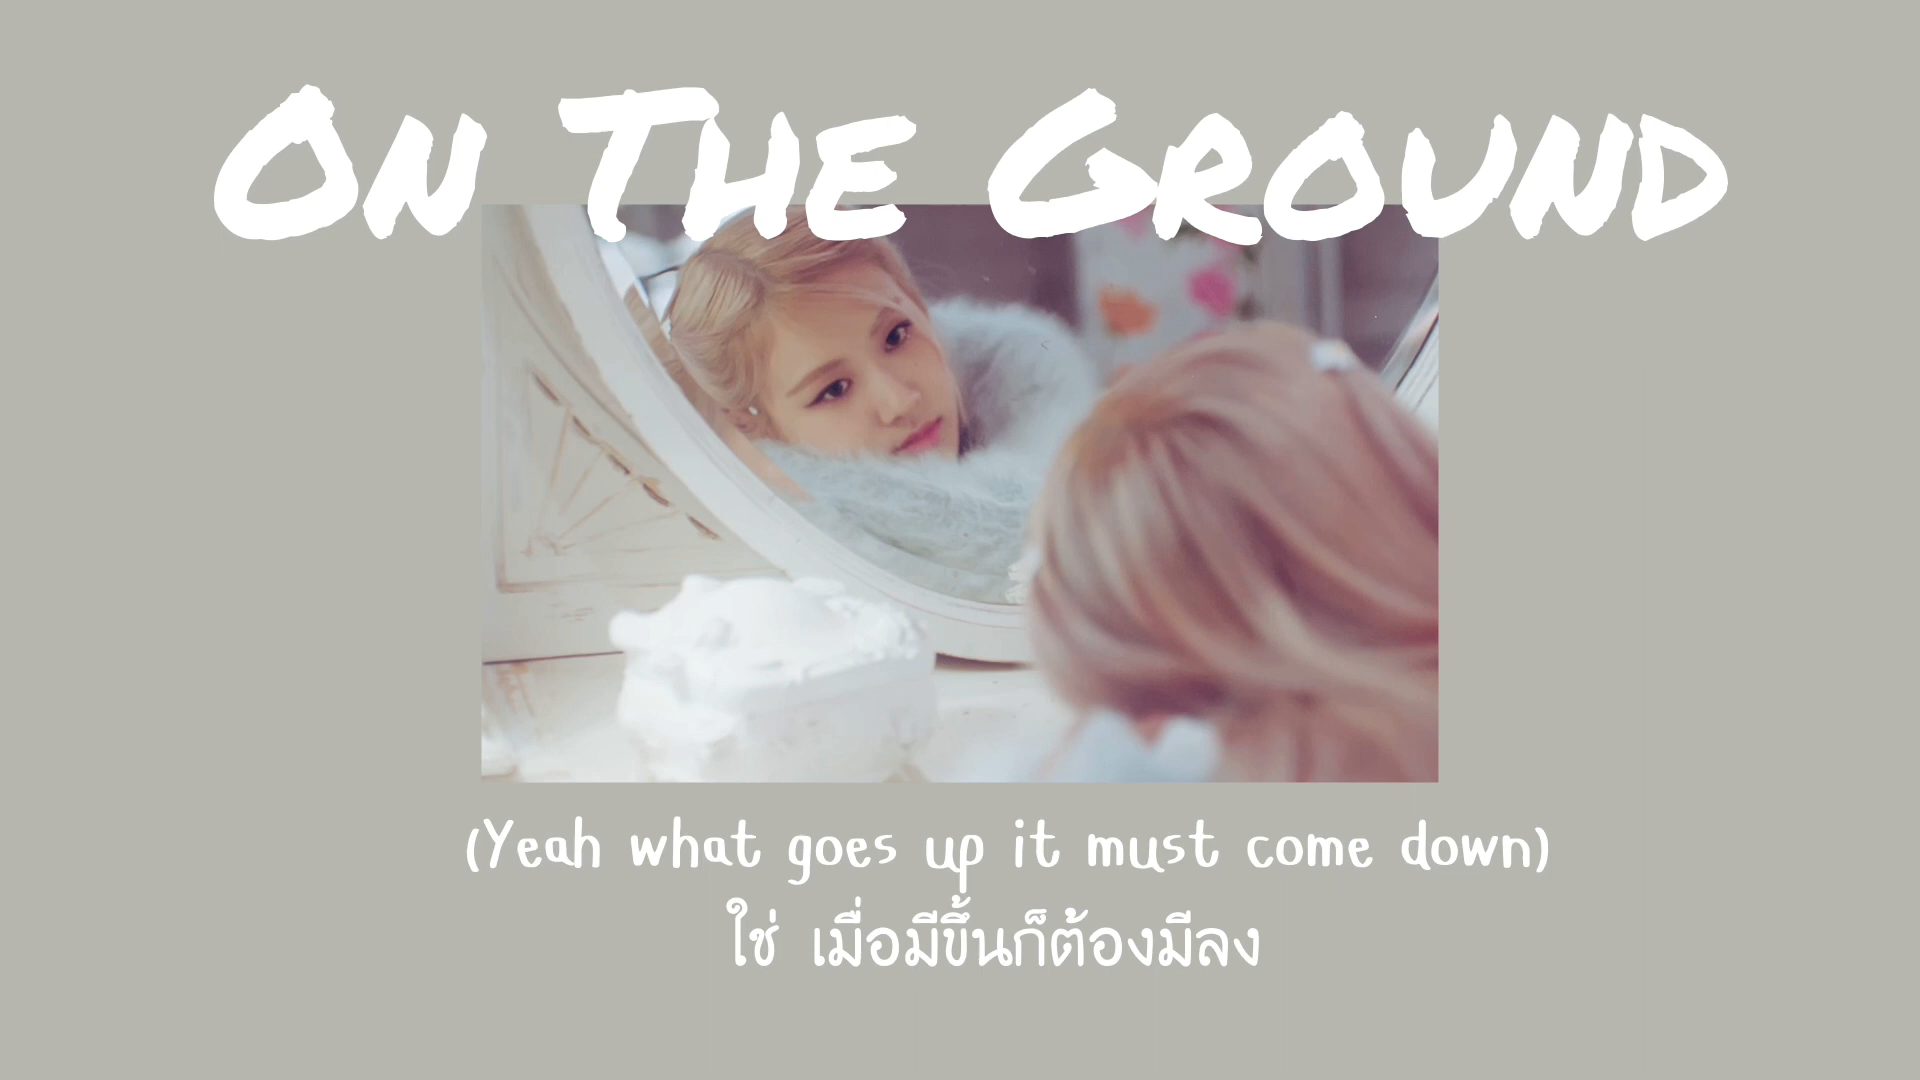 On The Ground
(Yeah what goes up it must come down)
ใช่ เมื่อมีขึ้นก็ต้องมีลง